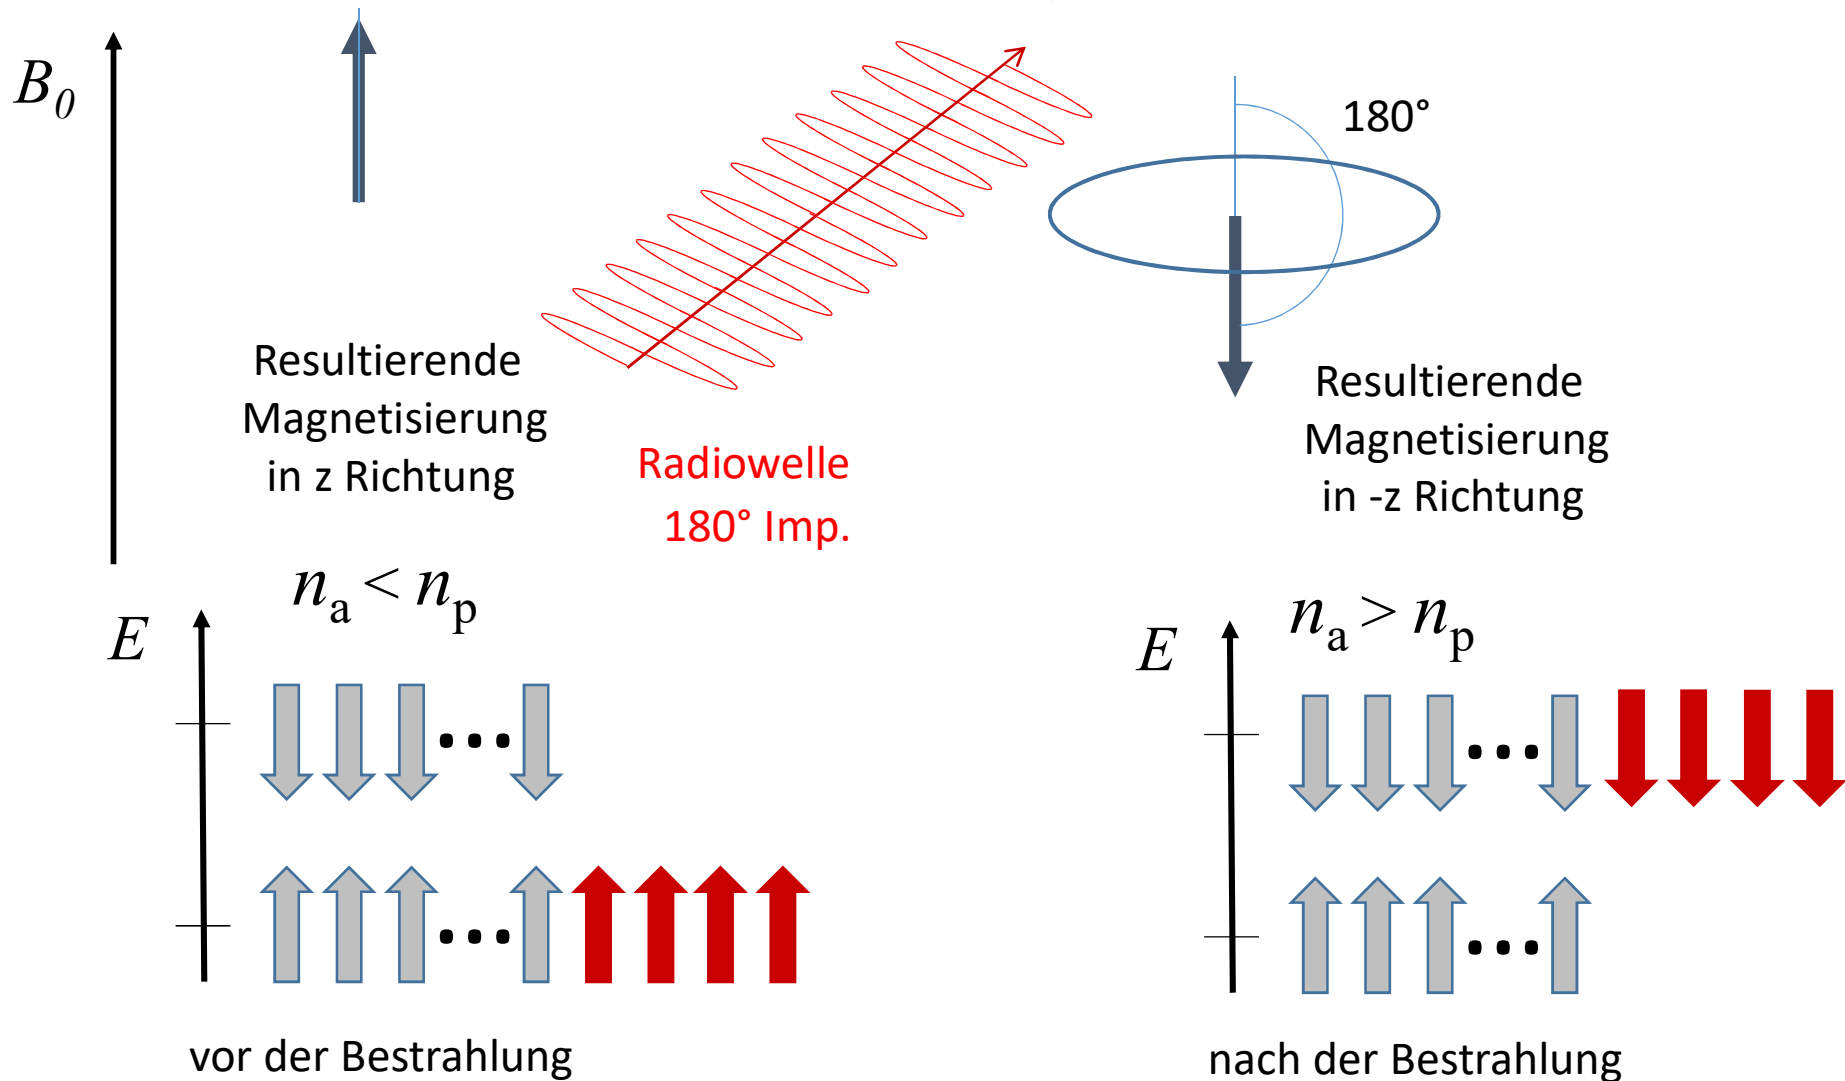 B0
180°
Resultierende
Magnetisierung
in z Richtung
Radiowelle
180° Imp.
Resultierende
Magnetisierung
in -z Richtung
na < np
E
na > np
E
vor der Bestrahlung
nach der Bestrahlung